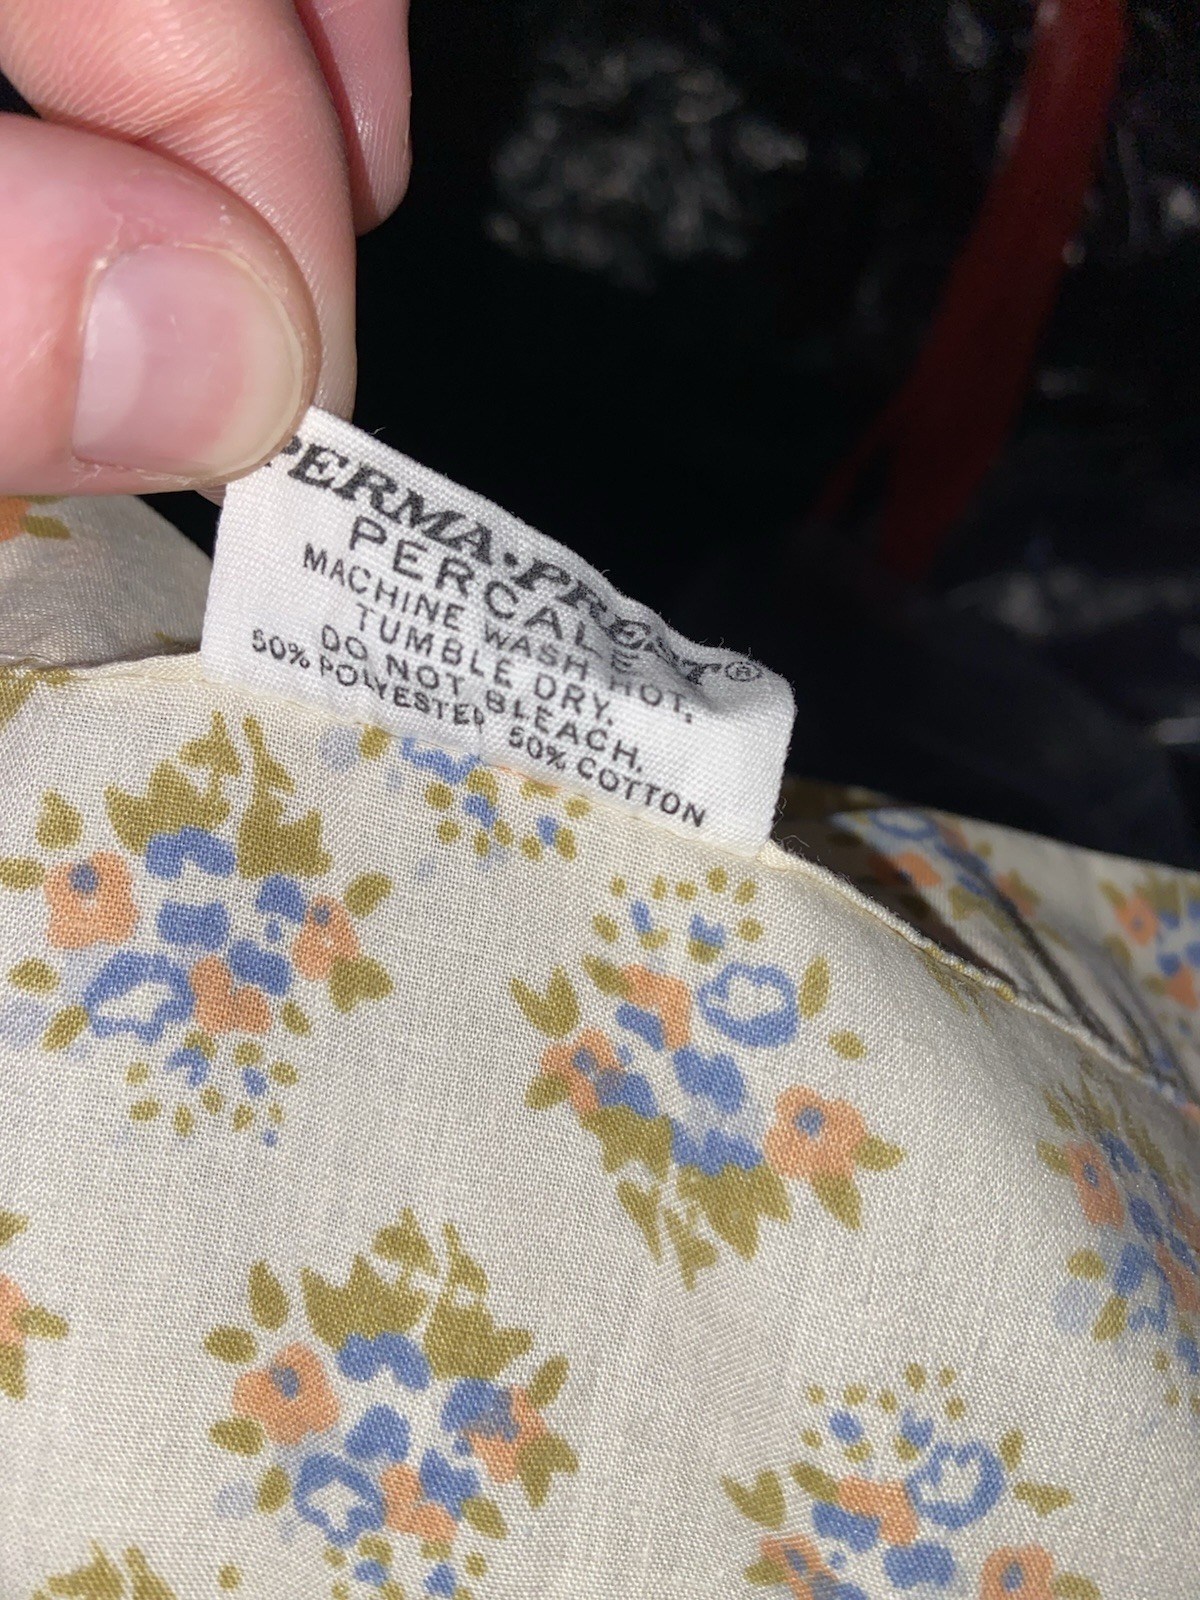 PERMA·PREST®
PERCALE
MACHINE WASH HOT.
TUMBLE DRY.
DO NOT BLEACH.
50% POLYESTER 50% COTTON